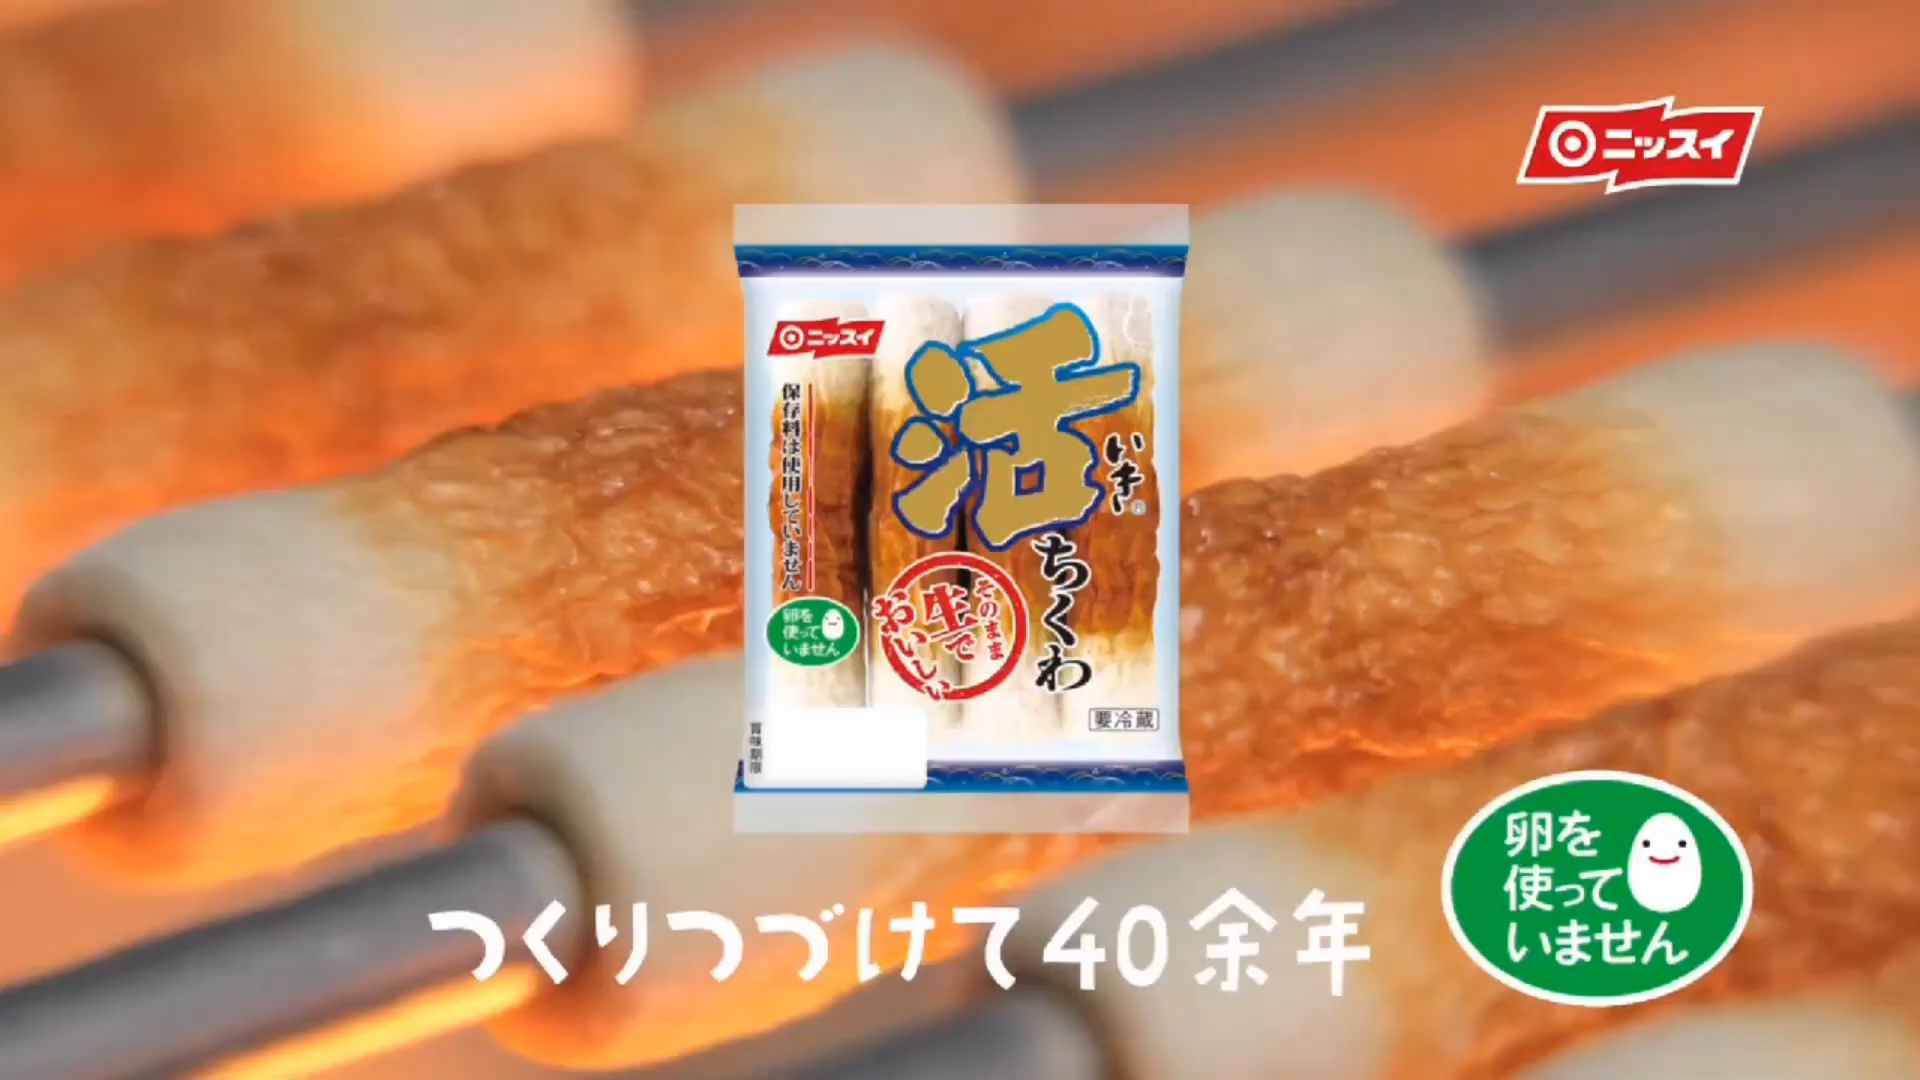 ニッスイ
ニッスイ
活
いき
ちくわ
保存料は使用していません
卵を
使って
いません
そのまま
生で
おいしい
要冷蔵
賞味期限
つくりつづけて40余年
卵を
使って
いません